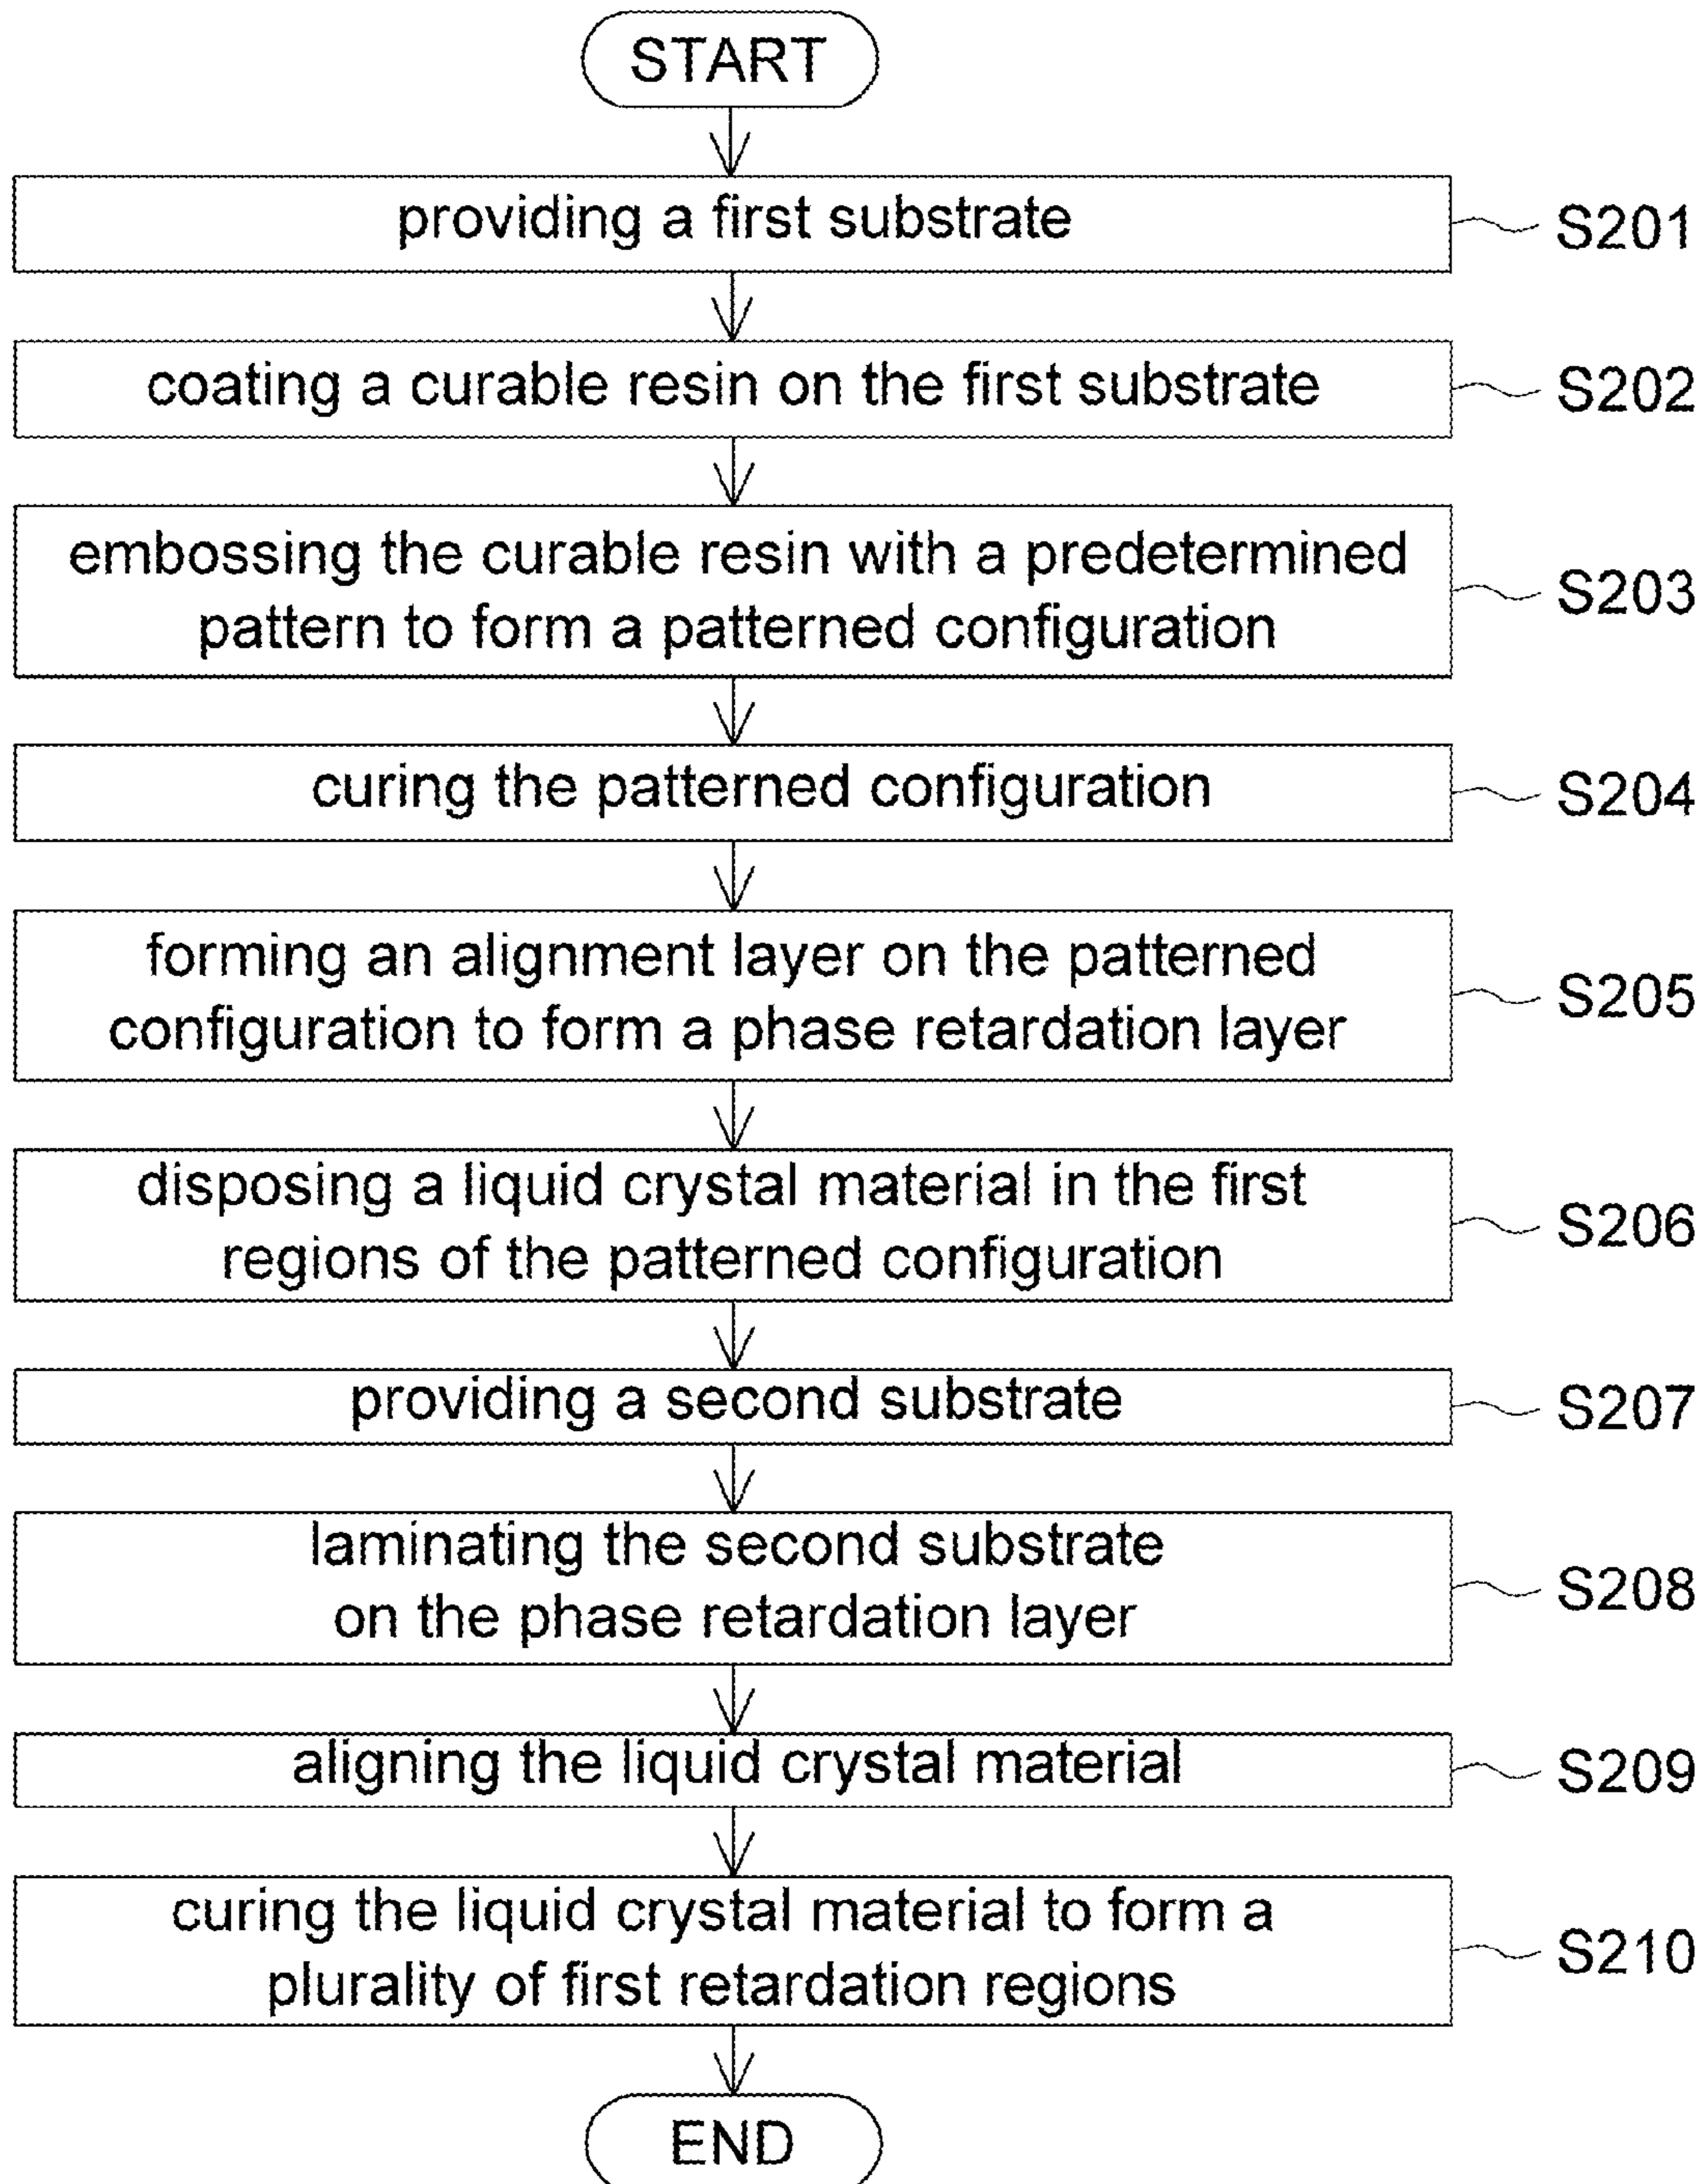 START
providing a first substrate
S201
coating a curable resin on the first substrate
S202
embossing the curable resin with a predetermined
pattern to form a patterned configuration
S203
curing the patterned configuration
S204
forming an alignment layer on the patterned
configuration to form a phase retardation layer
S205
disposing a liquid crystal material in the first
regions of the patterned configuration
S206
providing a second substrate
S207
laminating the second substrate
on the phase retardation layer
S208
aligning the liquid crystal material
S209
curing the liquid crystal material to form a
plurality of first retardation regions
S210
END